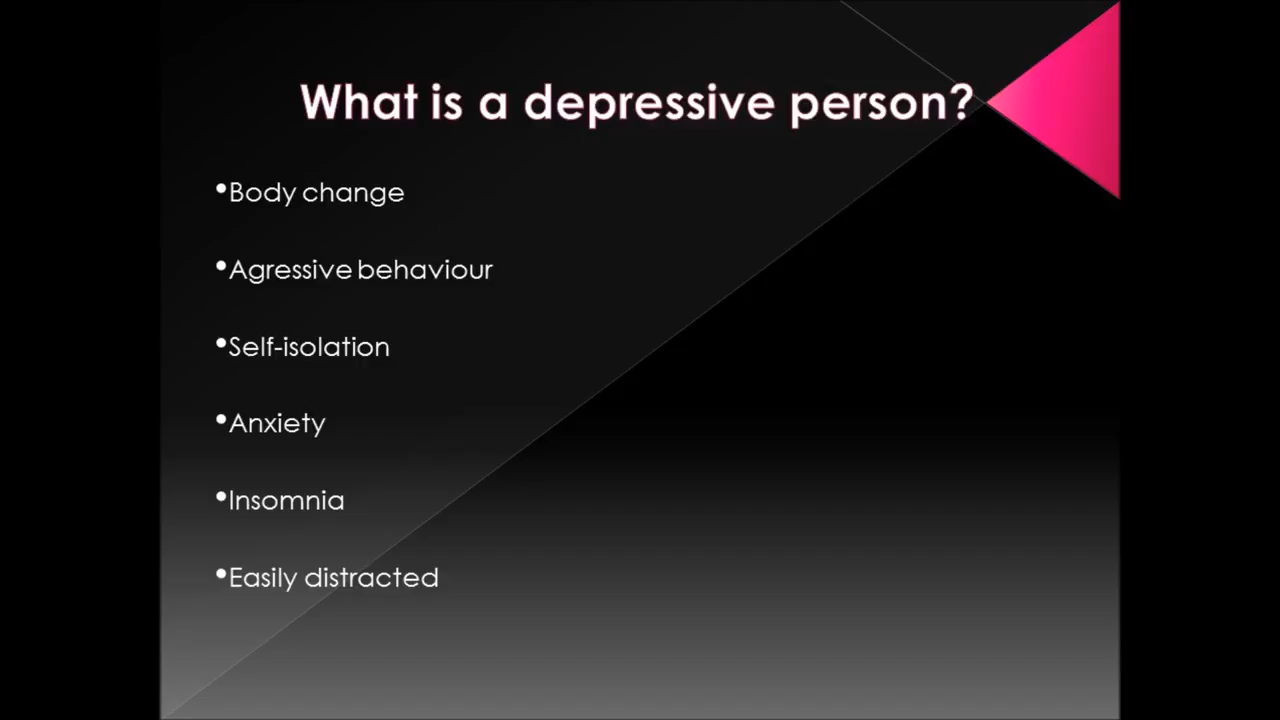 What is a depressive person?
•Body change
•Agressive behaviour
•Self-isolation
•Anxiety
•Insomnia
•Easily distracted